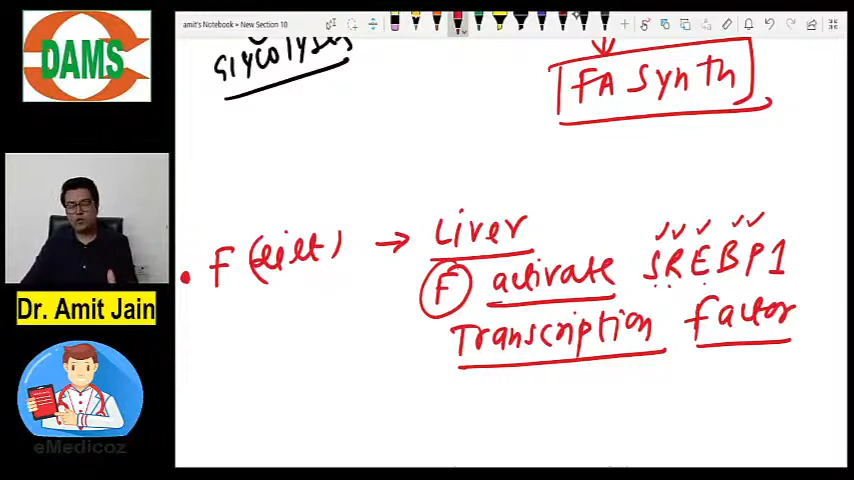 amit's Notebook > New Section 10
DAMS
Glycolysis
FA Synth
• F (diet) → Liver
F activate SREBP1
Transcription factor
Dr. Amit Jain
eMedicoz